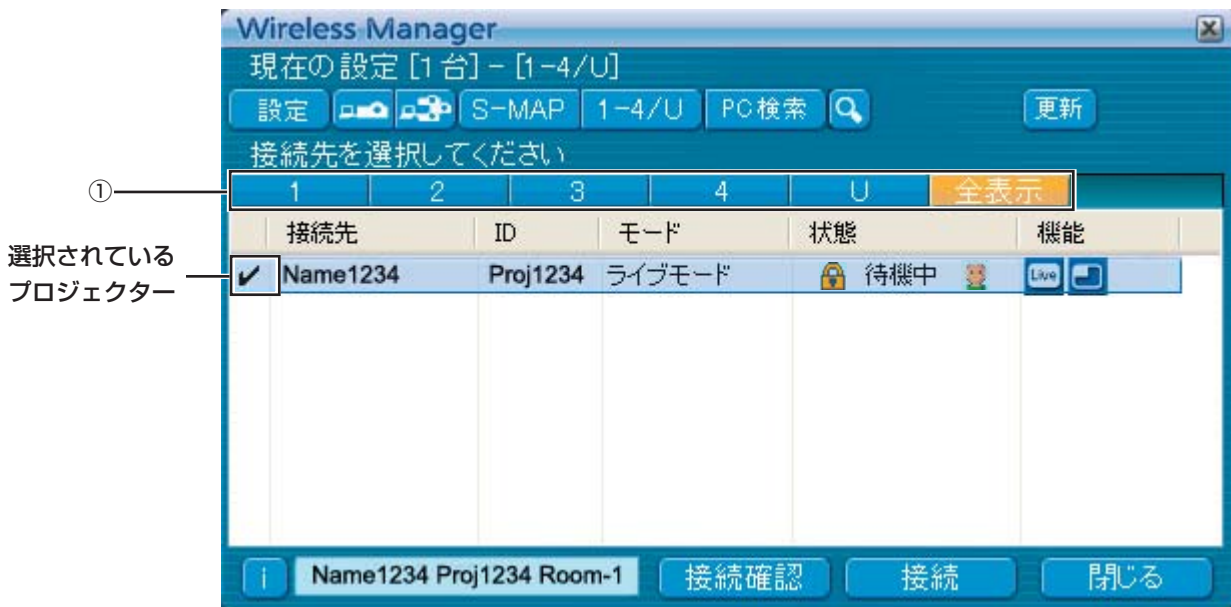 Wireless Manager
現在の設定 [1台] - [1-4/U]
設定 S-MAP 1-4/U PC検索 更新
接続先を選択してください
①
1 2 3 4 U 全表示
接続先 ID モード 状態 機能
選択されている
プロジェクター
Name1234 Proj1234 ライブモード 待機中 Live
i Name1234 Proj1234 Room-1 接続確認 接続 閉じる